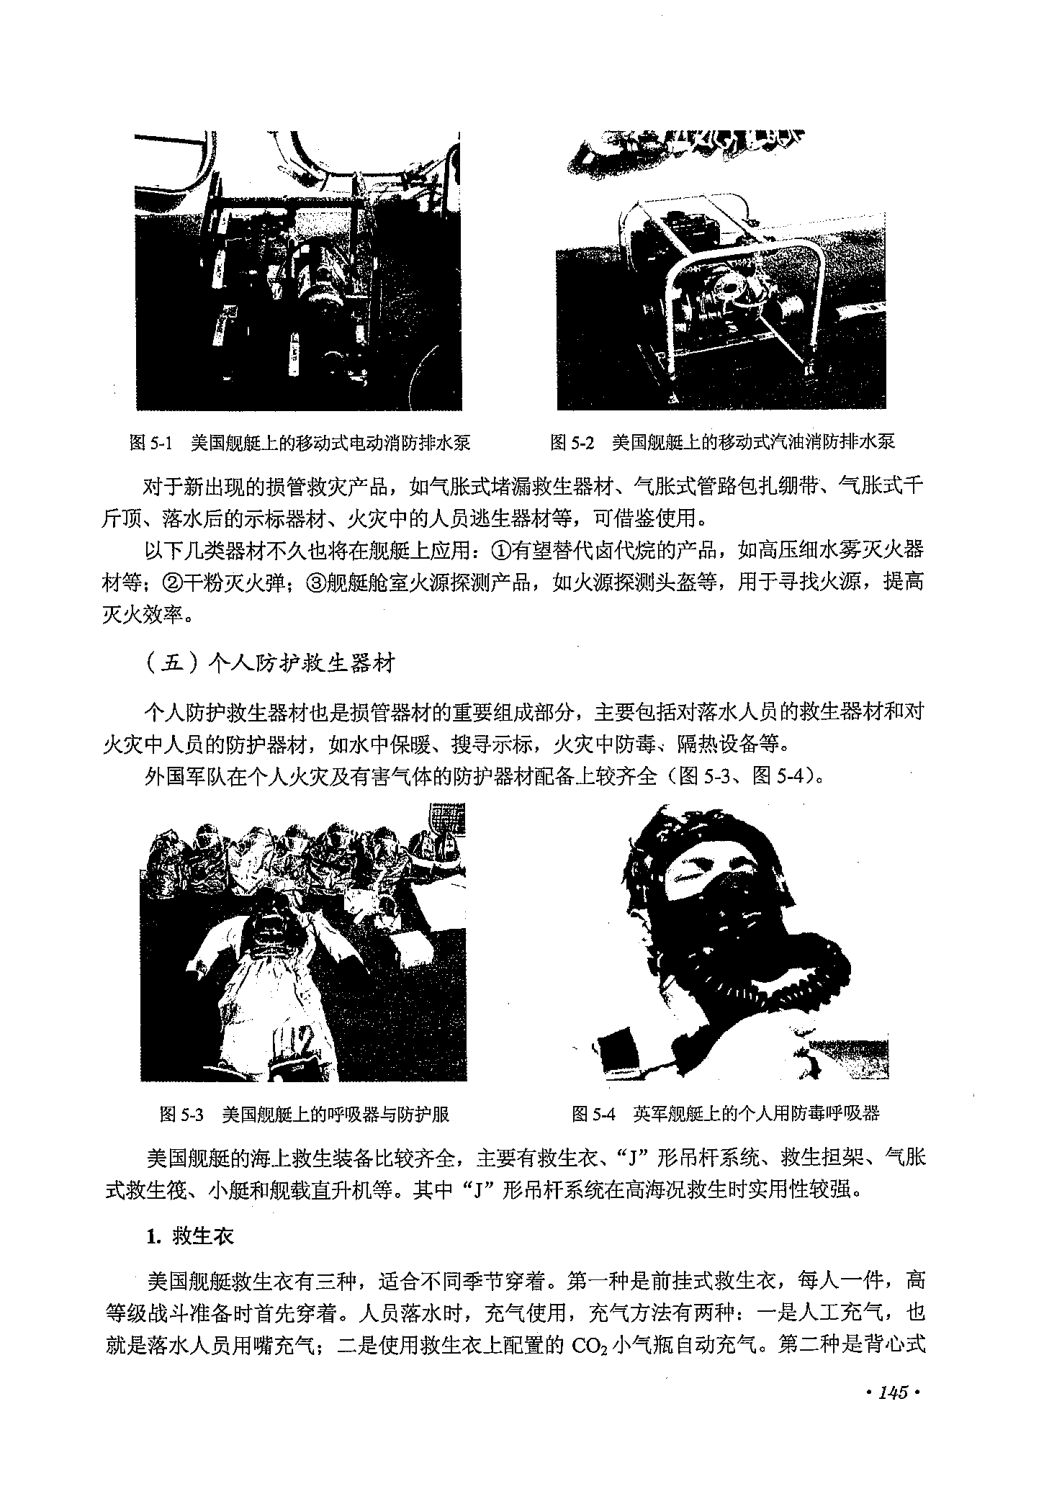 图 5-1 美国舰艇上的移动式电动消防排水泵
图 5-2 美国舰艇上的移动式汽油消防排水泵
对于新出现的损管救灾产品，如气胀式堵漏救生器材、气胀式管路包扎绷带、气胀式千
斤顶、落水后的示标器材、火灾中的人员逃生器材等，可借鉴使用。
以下几类器材不久也将在舰艇上应用：①有望替代卤代烷的产品，如高压细水雾灭火器
材等；②干粉灭火弹；③舰艇舱室火源探测产品，如火源探测头盔等，用于寻找火源，提高
灭火效率。
（五）个人防护救生器材
个人防护救生器材也是损管器材的重要组成部分，主要包括对落水人员的救生器材和对
火灾中人员的防护器材，如水中保暖、搜寻示标，火灾中防毒、隔热设备等。
外国军队在个人火灾及有害气体的防护器材配备上较齐全（图 5-3、图 5-4）。
12
图 5-3 美国舰艇上的呼吸器与防护服
图 5-4 英军舰艇上的个人用防毒呼吸器
美国舰艇的海上救生装备比较齐全，主要有救生衣、“J”形吊杆系统、救生担架、气胀
式救生筏、小艇和舰载直升机等。其中“J”形吊杆系统在高海况救生时实用性较强。
1. 救生衣
美国舰艇救生衣有三种，适合不同季节穿着。第一种是前挂式救生衣，每人一件，高
等级战斗准备时首先穿着。人员落水时，充气使用，充气方法有两种：一是人工充气，也
就是落水人员用嘴充气；二是使用救生衣上配置的 CO₂小气瓶自动充气。第二种是背心式
·145·